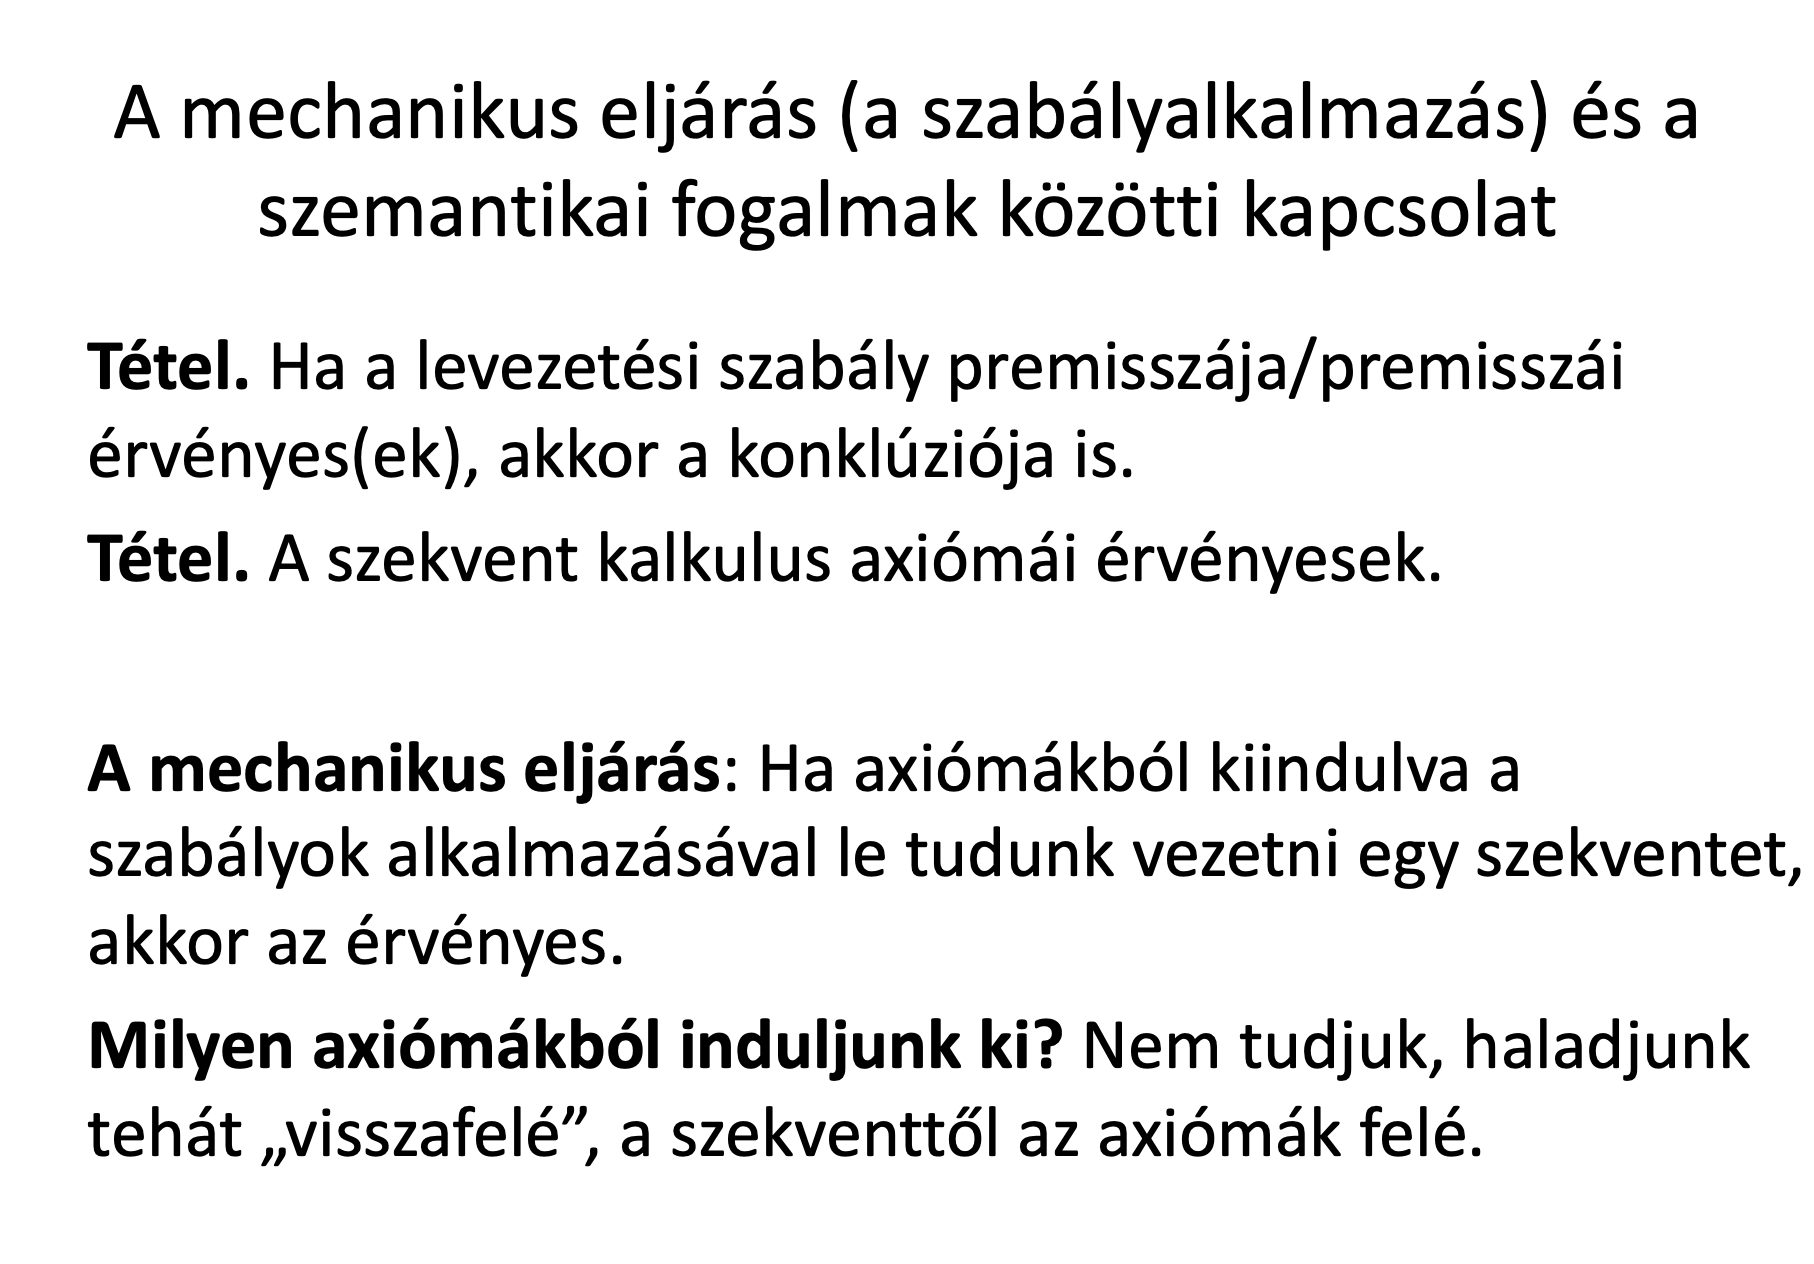 A mechanikus eljárás (a szabályalkalmazás) és a
szemantikai fogalmak közötti kapcsolat
Tétel. Ha a levezetési szabály premisszája/premisszái
érvényes(ek), akkor a konklúziója is.
Tétel. A szekvent kalkulus axiómái érvényesek.
A mechanikus eljárás: Ha axiómákból kiindulva a
szabályok alkalmazásával le tudunk vezetni egy szekventet,
akkor az érvényes.
Milyen axiómákból induljunk ki? Nem tudjuk, haladjunk
tehát „visszafelé”, a szekventtől az axiómák felé.